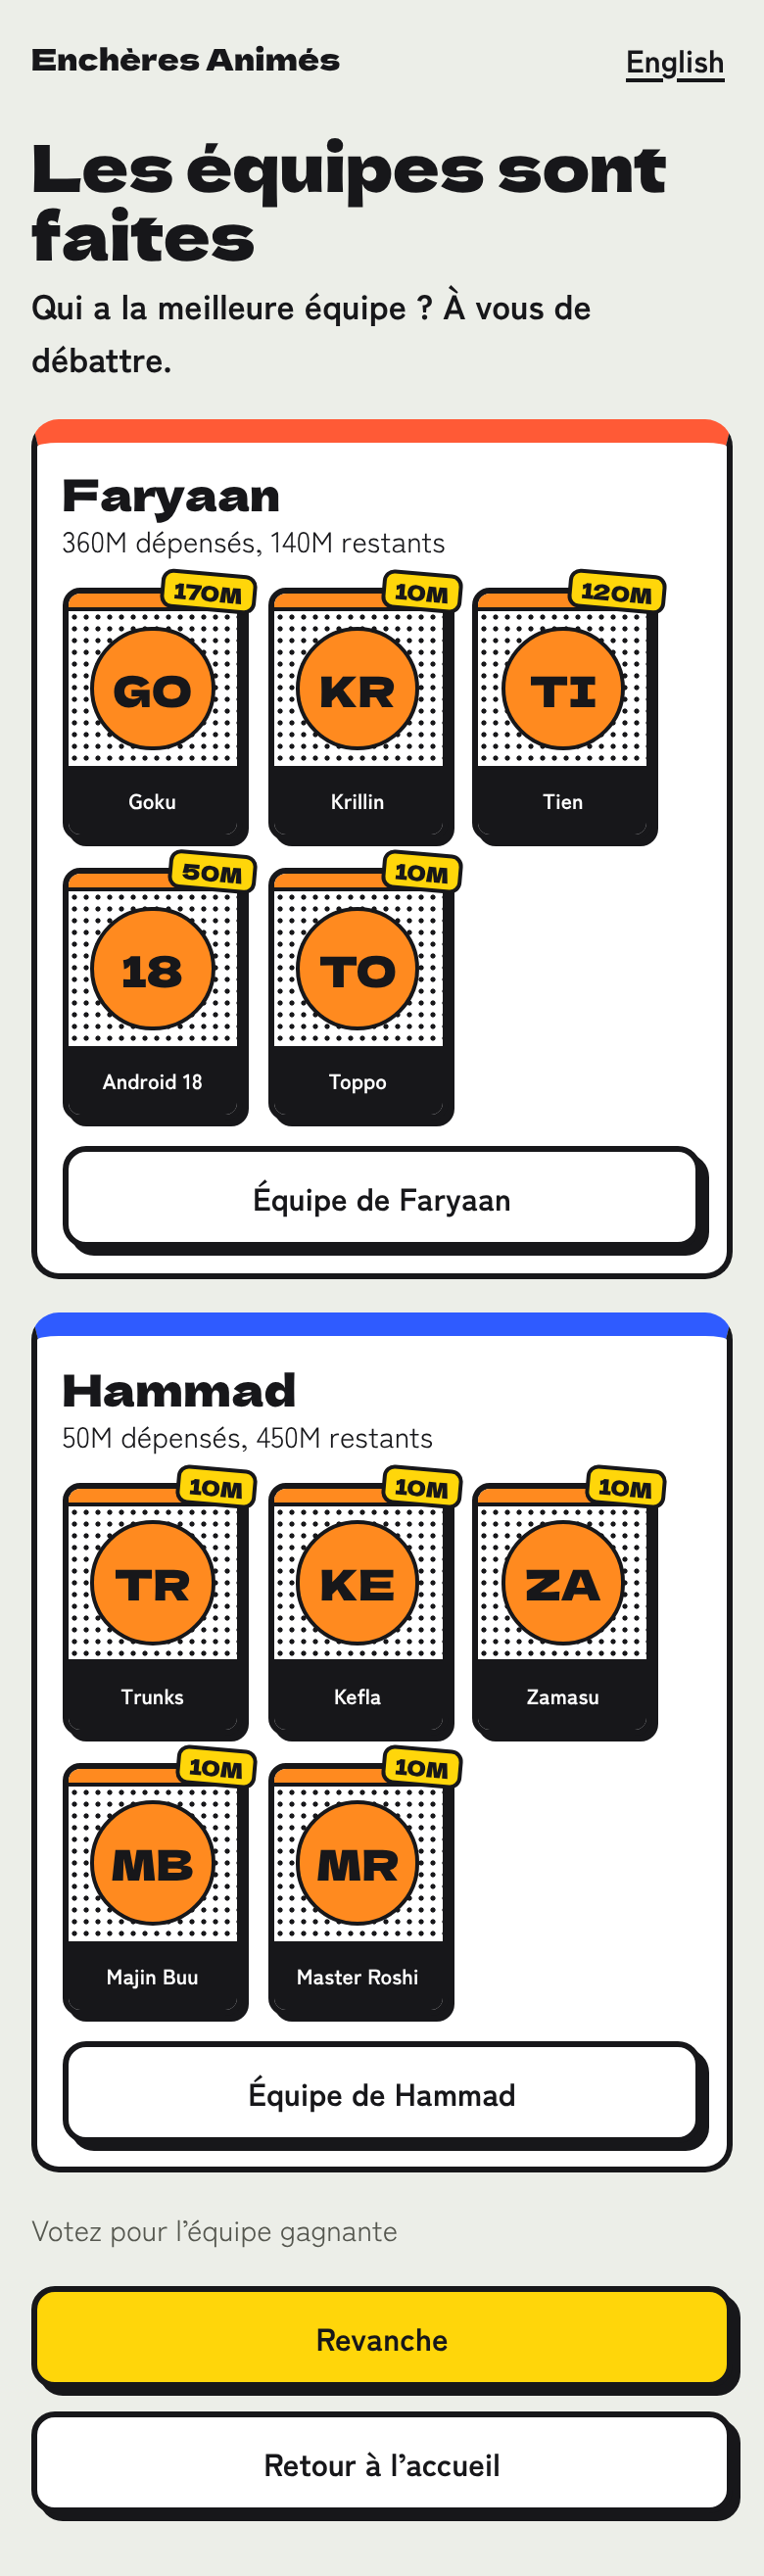 Enchères Animés
English
Les équipes sont
faites
Qui a la meilleure équipe ? À vous de
débattre.
Faryaan
360M dépensés, 140M restants
170M
10M
120M
GO
KR
TI
Goku
Krillin
Tien
50M
10M
18
TO
Android 18
Toppo
Équipe de Faryaan
Hammad
50M dépensés, 450M restants
10M
10M
10M
TR
KE
ZA
Trunks
Kefla
Zamasu
10M
10M
MB
MR
Majin Buu
Master Roshi
Équipe de Hammad
Votez pour l’équipe gagnante
Revanche
Retour à l’accueil